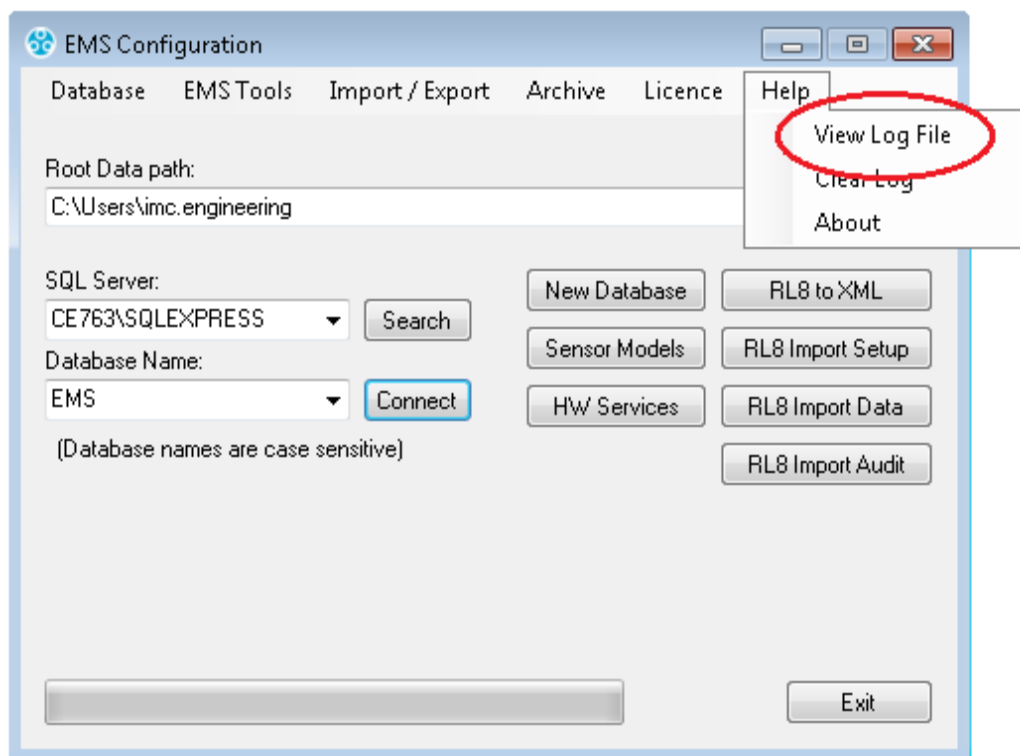 EMS Configuration
Database EMS Tools Import / Export Archive Licence Help
View Log File
Clear Log
About
Root Data path:
C:\Users\imc.engineering
SQL Server:
CE763\SQLEXPRESS Search
Database Name:
EMS Connect
(Database names are case sensitive)
New Database RL8 to XML
Sensor Models RL8 Import Setup
HW Services RL8 Import Data
RL8 Import Audit
Exit